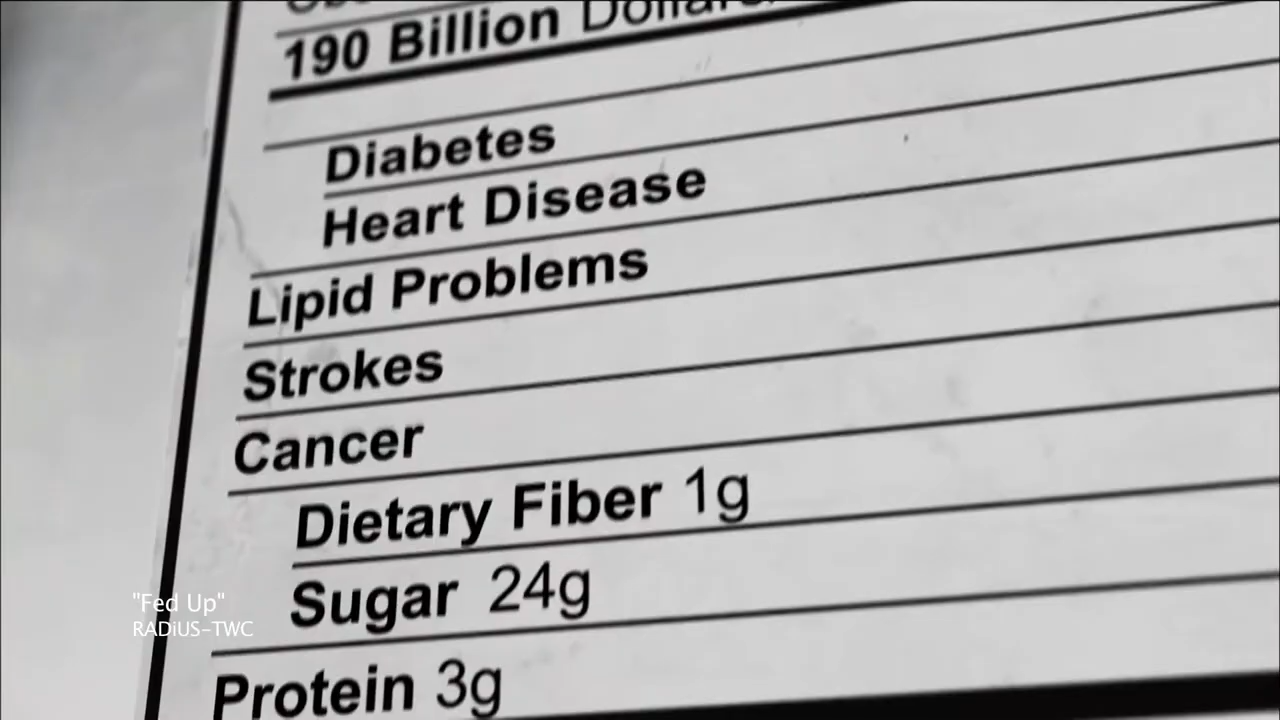 190 Billion Dollars
Diabetes
Heart Disease
Lipid Problems
Strokes
Cancer
Dietary Fiber 1g
Sugar 24g
Protein 3g
"Fed Up"
RADiUS-TWC